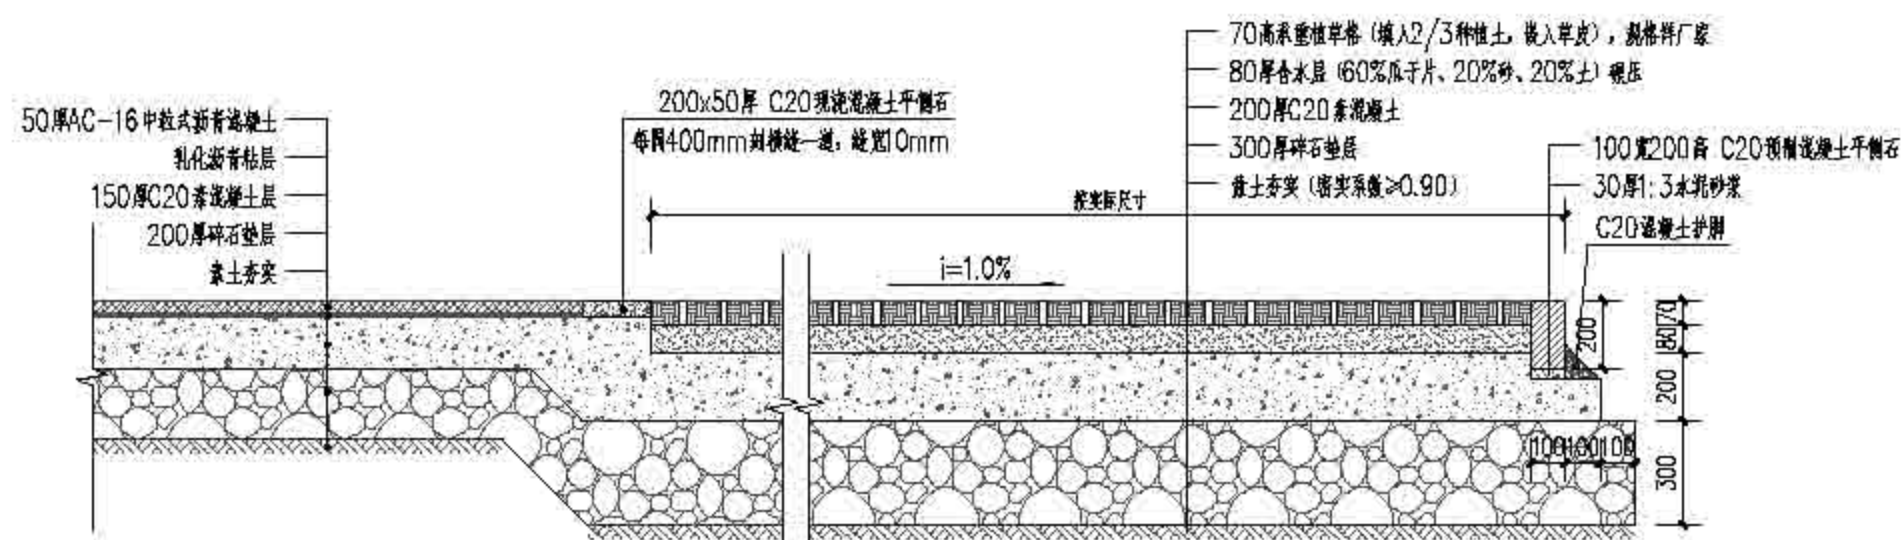 50厚AC-16中粒式沥青混凝土
乳化沥青粘层
150厚C20素混凝土层
200厚碎石垫层
素土夯实
200x50厚 C20现浇混凝土平侧石
每隔400mm刻横缝一道,缝宽10mm
70高承重植草格(填入2/3种植土,嵌入草皮),规格详厂家
80厚含水层(60%瓜子片、20%砂、20%土)碾压
200厚C20素混凝土
300厚碎石垫层
素土夯实(密实系数≥0.90)
100宽200高 C20预制混凝土平侧石
30厚1:3水泥砂浆
C20混凝土护脚
按实际尺寸
i=1.0%
200
70
80
200
300
100
100
100